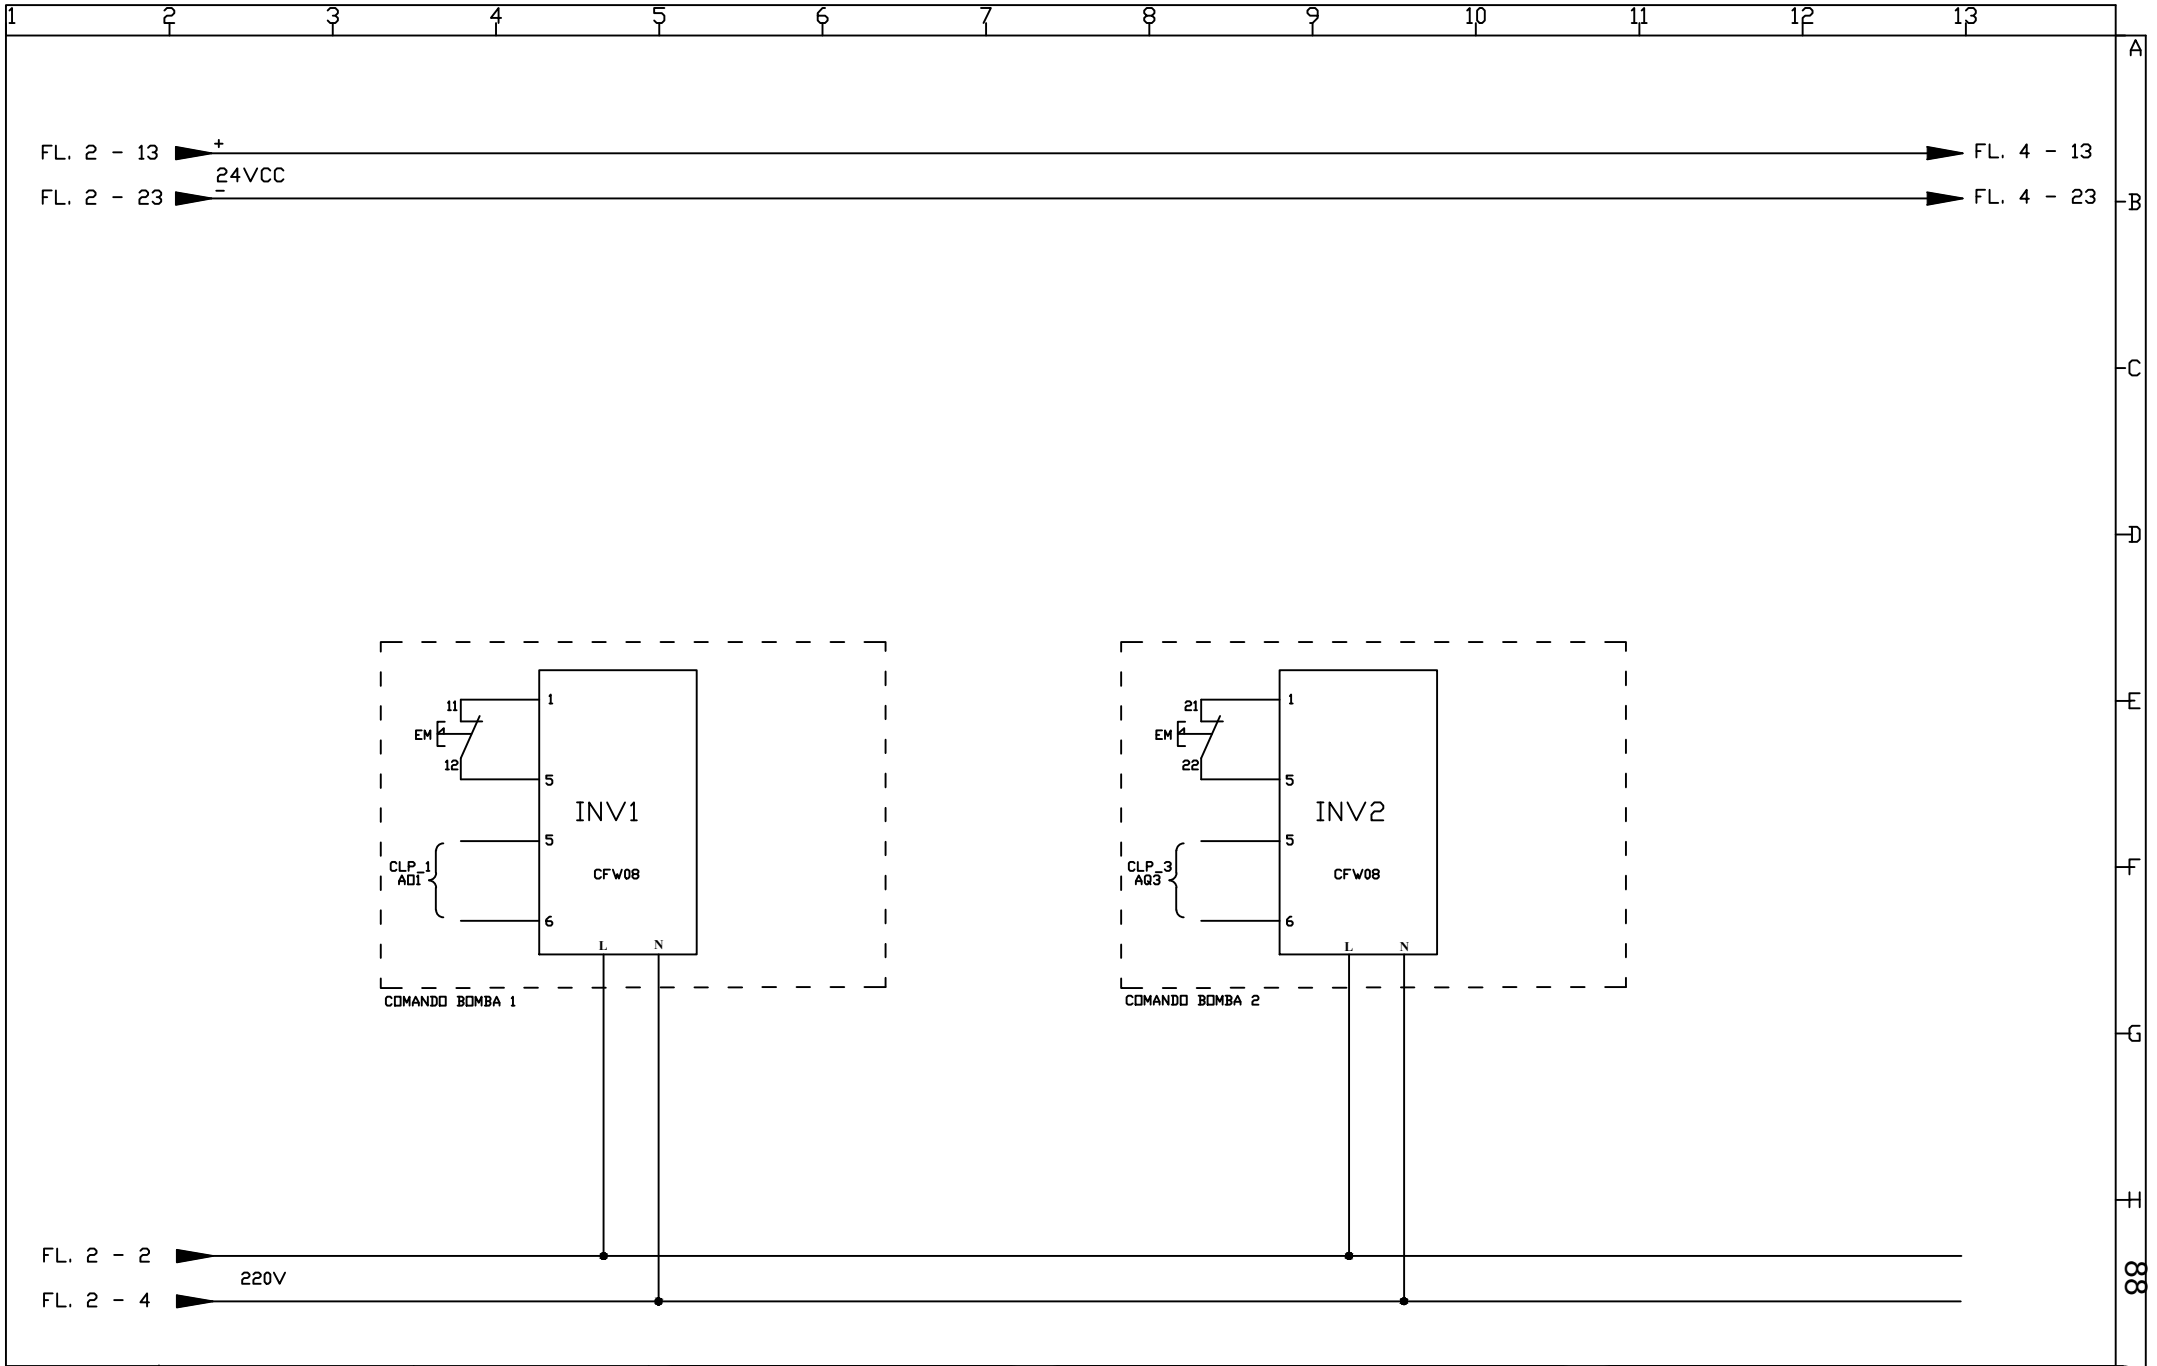 1 2 3 4 5 6 7 8 9 10 11 12 13
A
FL. 2 - 13
+
FL. 4 - 13
24VCC
FL. 2 - 23
-
FL. 4 - 23
B
C
D
E
11
1
EM
12
5
INV1
5
CLP_1
AO1
CFW08
6
L N
COMANDO BOMBA 1
21
1
EM
22
5
INV2
5
CLP_3
AQ3
CFW08
6
L N
COMANDO BOMBA 2
F
G
H
FL. 2 - 2
220V
FL. 2 - 4
88